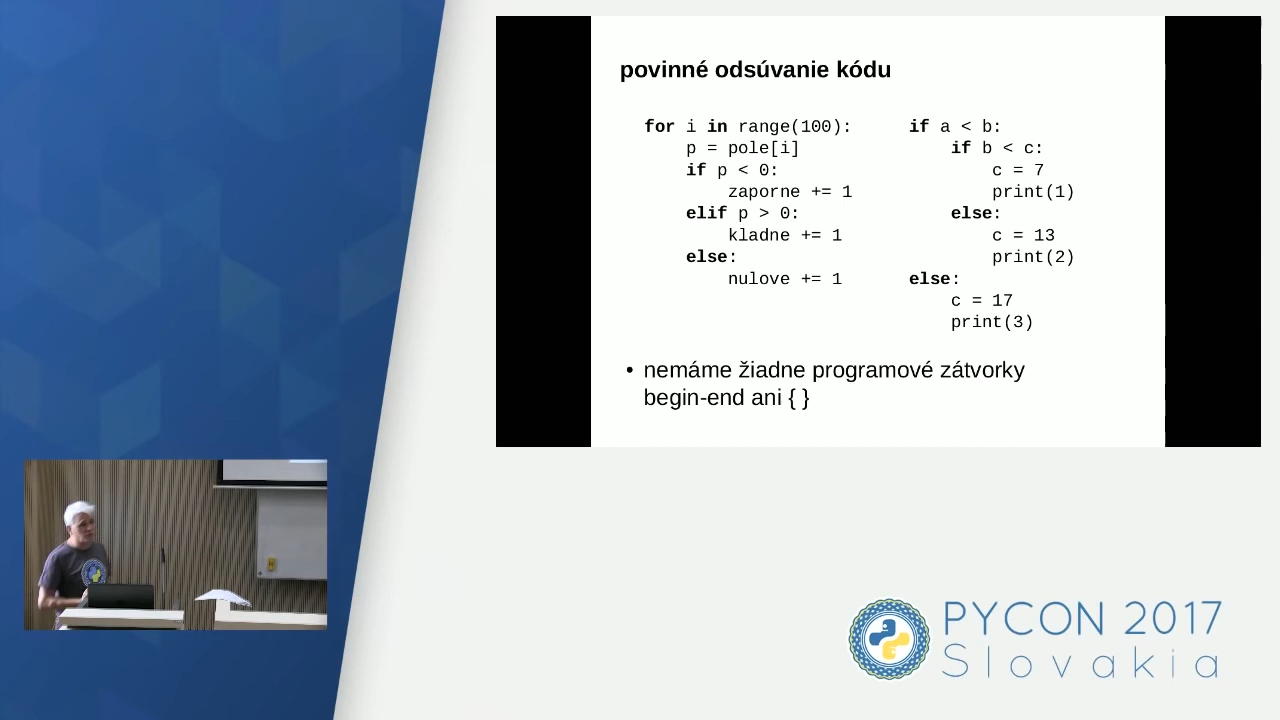 povinné odsúvanie kódu
for i in range(100):
    p = pole[i]
    if p < 0:
        zaporne += 1
    elif p > 0:
        kladne += 1
    else:
        nulove += 1
if a < b:
    if b < c:
        c = 7
        print(1)
    else:
        c = 13
        print(2)
else:
    c = 17
    print(3)
• nemáme žiadne programové zátvorky
begin-end ani { }
PYCON 2017
Slovakia